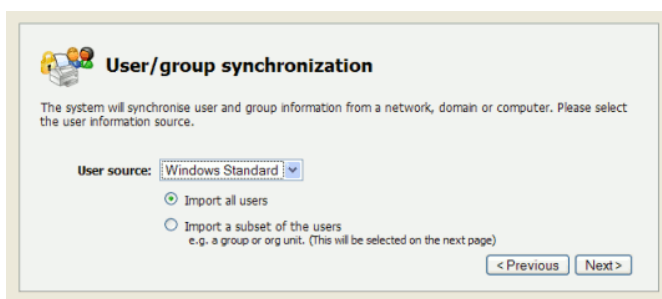 User/group synchronization
The system will synchronise user and group information from a network, domain or computer. Please select
the user information source.
User source: Windows Standard
Import all users
Import a subset of the users
e.g. a group or org unit. (This will be selected on the next page)
< Previous Next >